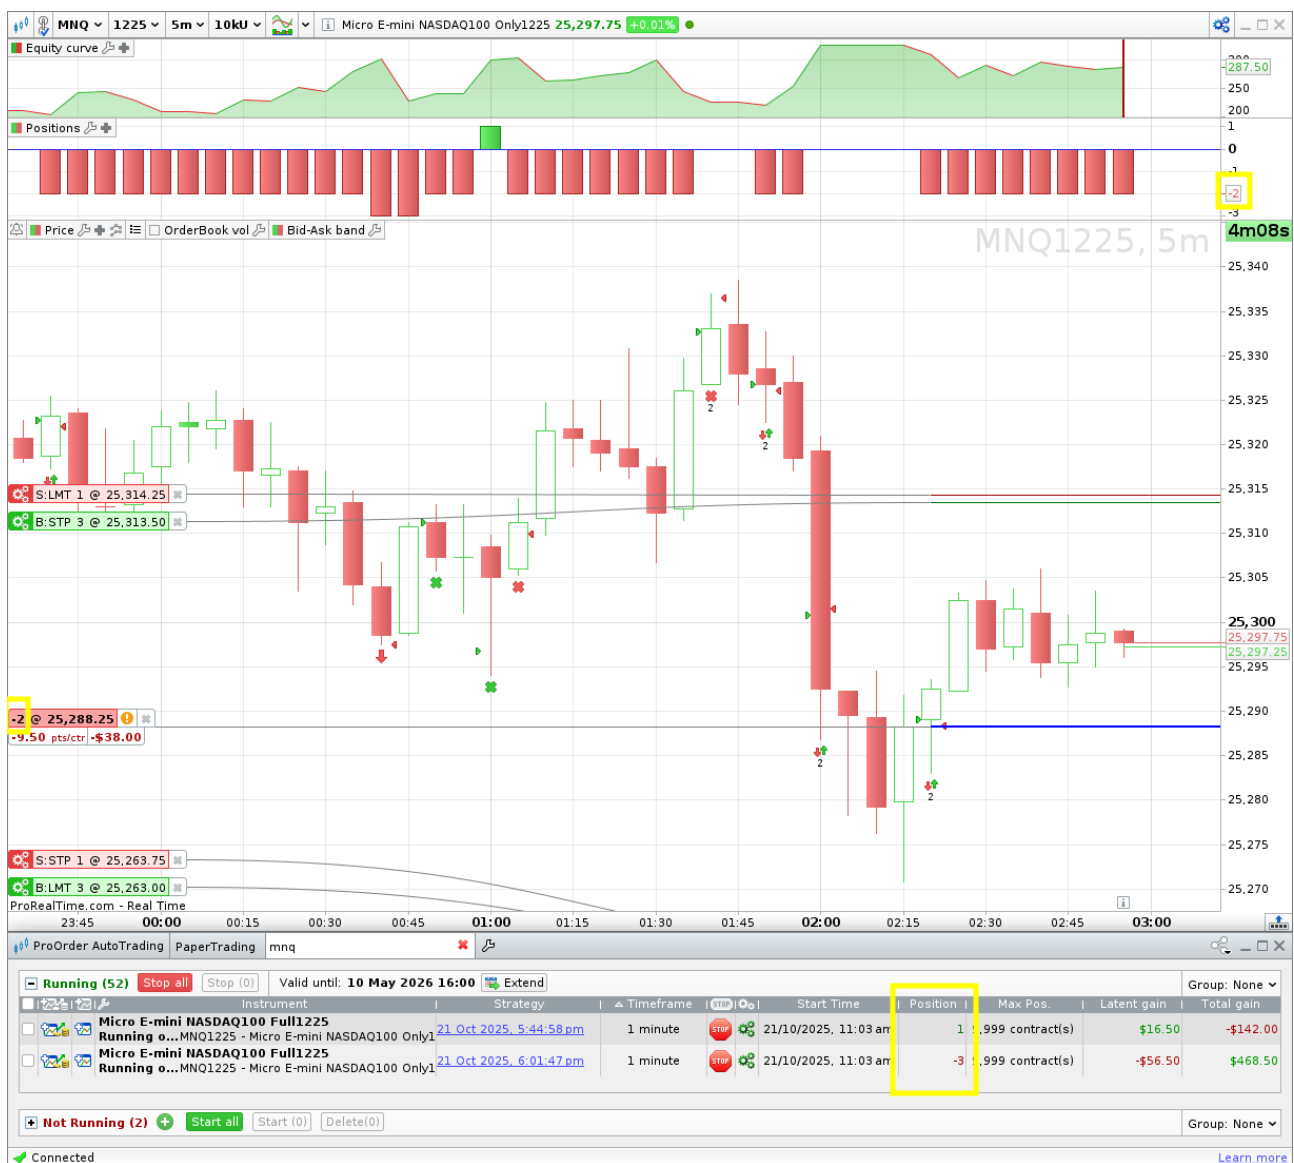 MNQ 1225 5m 10kU Micro E-mini NASDAQ100 Only1225 25,297.75 +0.01%
Equity curve
287.50
250
200
Positions
1
0
-1
-2
-3
Price OrderBook vol Bid-Ask band
MNQ1225, 5m
4m08s
25,340
25,335
25,330
25,325
2
25,320
2
S:LMT 1 @ 25,314.25
25,315
B:STP 3 @ 25,313.50
25,310
25,305
25,300
25,297.75
25,297.25
25,295
25,290
-2 @ 25,288.25
-9.50 pts/ctr -$38.00
25,285
2
25,280
2
25,275
S:STP 1 @ 25,263.75
25,270
B:LMT 3 @ 25,263.00
ProRealTime.com - Real Time
23:45 00:00 00:15 00:30 00:45 01:00 01:15 01:30 01:45 02:00 02:15 02:30 02:45 03:00
ProOrder AutoTrading PaperTrading mnq
Running (52) Stop all Stop (0) Valid until: 10 May 2026 16:00 Extend Group: None
Instrument Strategy Timeframe STOP Start Time Position Max Pos. Latent gain Total gain
Micro E-mini NASDAQ100 Full1225
Running o...MNQ1225 - Micro E-mini NASDAQ100 Only1 21 Oct 2025, 5:44:58 pm 1 minute STOP 21/10/2025, 11:03 am 1 ,999 contract(s) $16.50 -$142.00
Micro E-mini NASDAQ100 Full1225
Running o...MNQ1225 - Micro E-mini NASDAQ100 Only1 21 Oct 2025, 6:01:47 pm 1 minute STOP 21/10/2025, 11:03 am -3 ,999 contract(s) -$56.50 $468.50
Not Running (2) Start all Start (0) Delete(0) Group: None
Connected Learn more